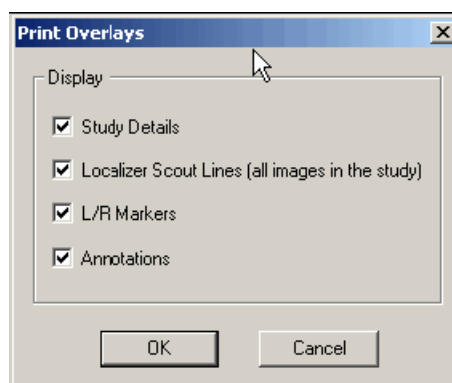 Print Overlays
Display
Study Details
Localizer Scout Lines (all images in the study)
L/R Markers
Annotations
OK Cancel